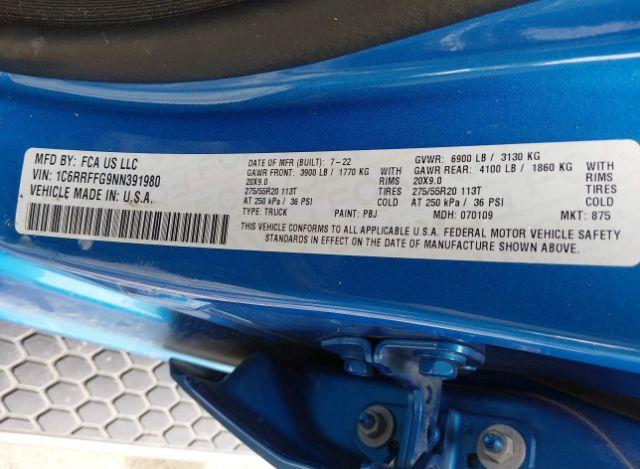 MFD BY: FCA US LLC
VIN: 1C6RRFFG9NN391980
VEHICLE MADE IN: U.S.A.
DATE OF MFR (BUILT): 7-22 GVWR: 6900 LB / 3130 KG
GAWR FRONT: 3900 LB / 1770 KG WITH GAWR REAR: 4100 LB / 1860 KG WITH
20X9.0 RIMS 20X9.0 RIMS
275/55R20 113T TIRES 275/55R20 113T TIRES
AT 250 kPa / 36 PSI COLD AT 250 kPa / 36 PSI COLD
TYPE: TRUCK PAINT: PBJ MDH: 070109 MKT: 875
THIS VEHICLE CONFORMS TO ALL APPLICABLE U.S.A. FEDERAL MOTOR VEHICLE SAFETY
STANDARDS IN EFFECT ON THE DATE OF MANUFACTURE SHOWN ABOVE.